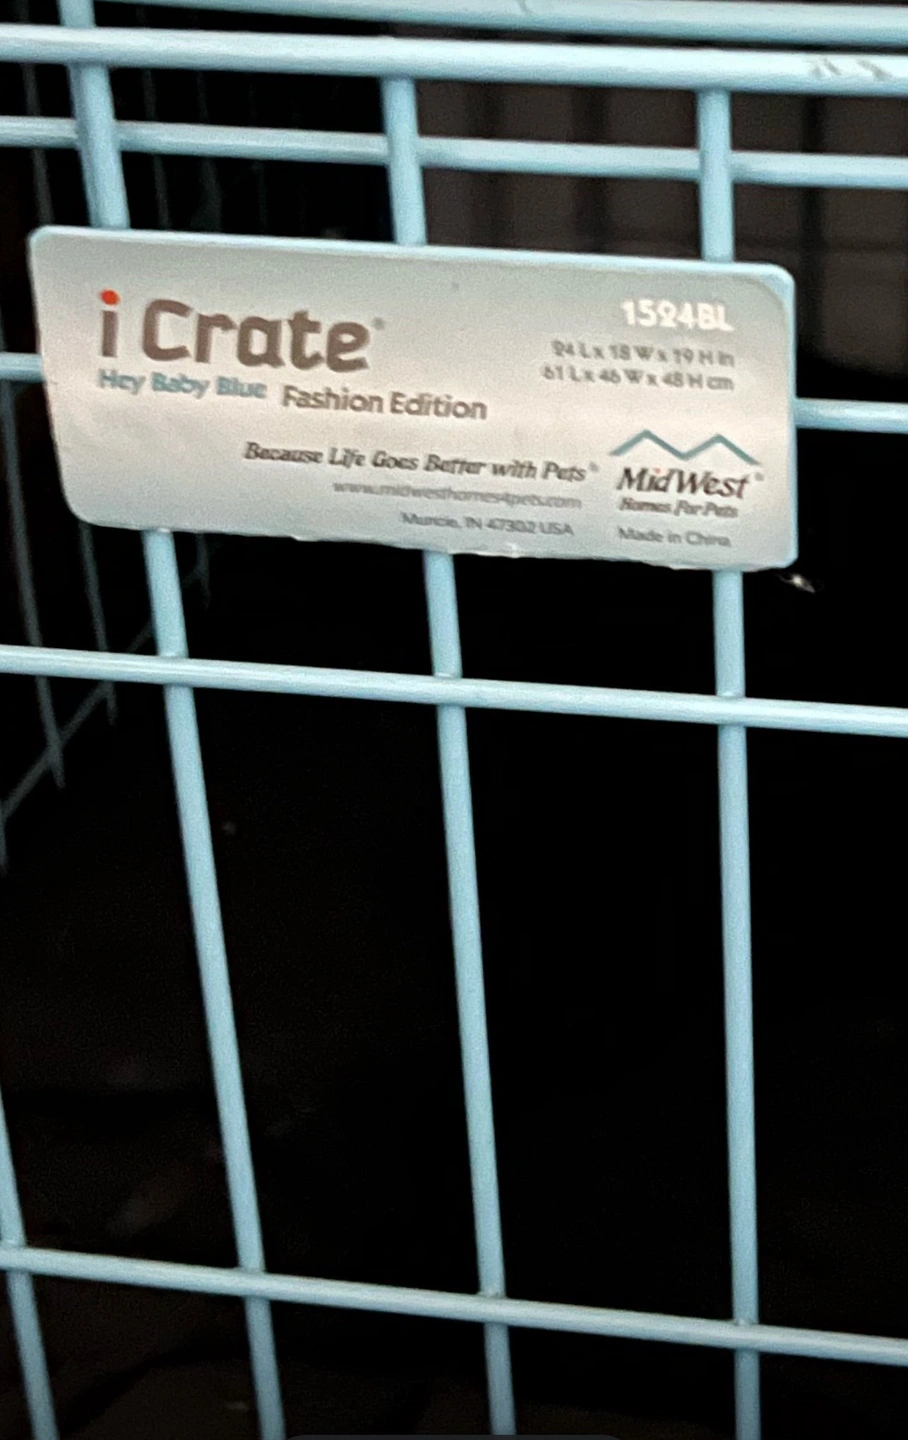 i Crate®
Hey Baby Blue Fashion Edition
1524BL
24 L x 18 W x 19 H in
61 L x 46 W x 48 H cm
Because Life Goes Better with Pets®
www.midwesthomes4pets.com
Muncie, IN 47302 USA
MidWest®
Homes For Pets
Made in China